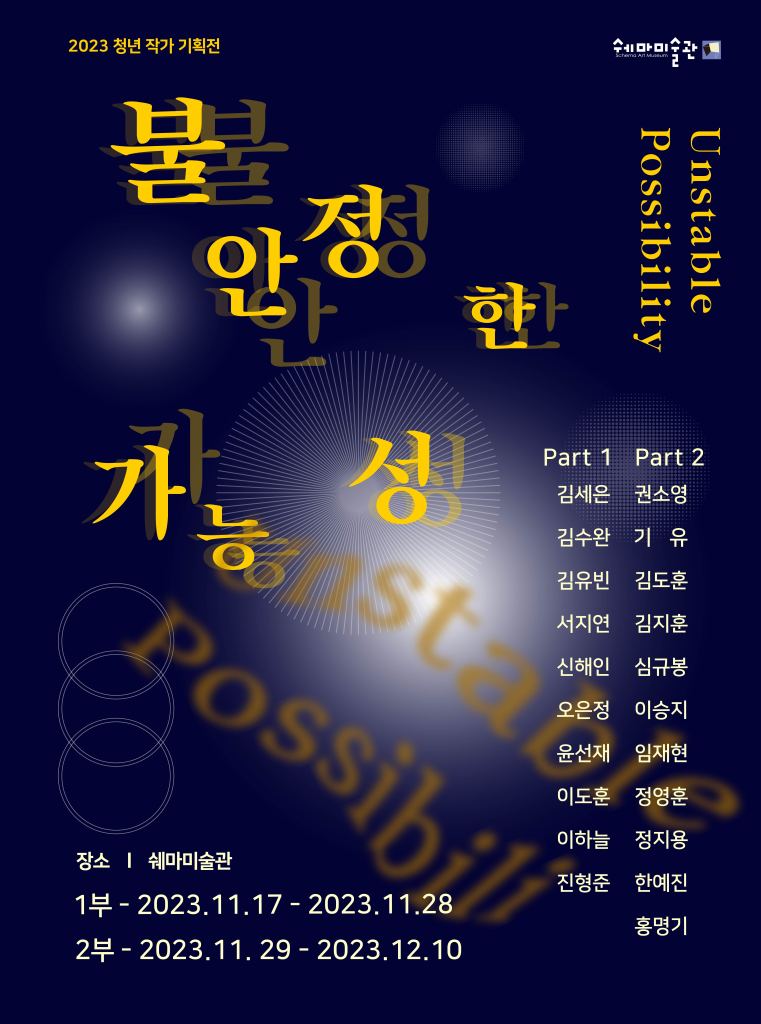 2023 청년 작가 기획전
쉐마미술관
Schema Art Museum
불안정한
가능성
Unstable
Possibility
Unstable
Possibili
Part 1 Part 2
김세은 권소영
김수완 기 유
김유빈 김도훈
서지연 김지훈
신해인 심규봉
오은정 이승지
윤선재 임재현
이도훈 정영훈
이하늘 정지용
진형준 한예진
홍명기
장소 ㅣ 쉐마미술관
1부 - 2023.11.17 - 2023.11.28
2부 - 2023.11. 29 - 2023.12.10